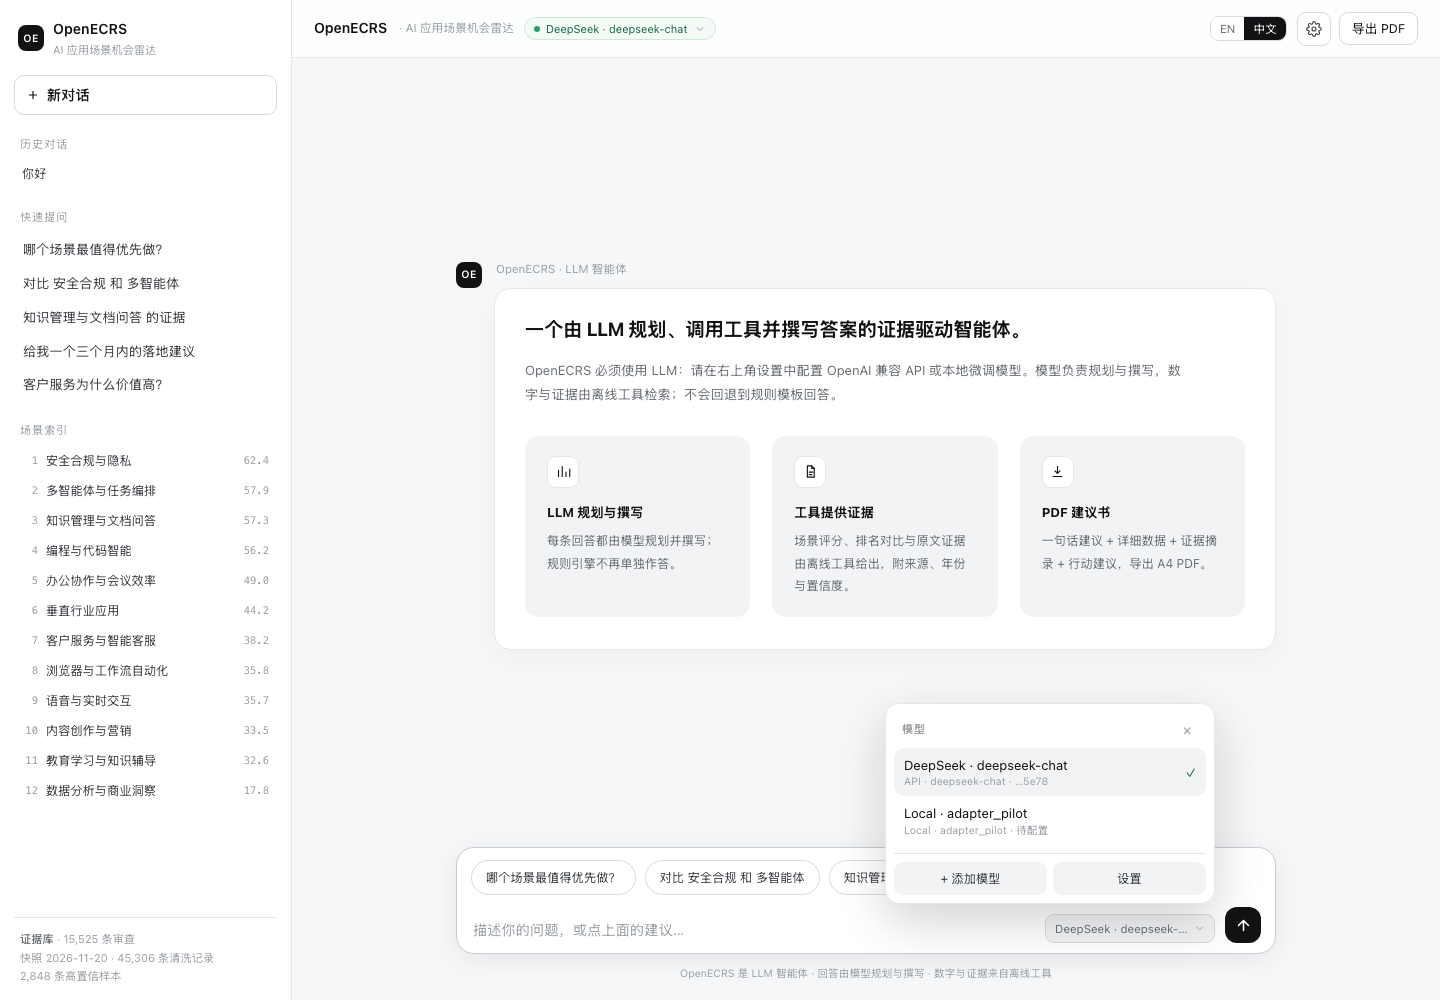 OE
OpenECRS
AI 应用场景机会雷达
+ 新对话
历史对话
你好
快速提问
哪个场景最值得优先做?
对比 安全合规 和 多智能体
知识管理与文档问答 的证据
给我一个三个月内的落地建议
客户服务为什么价值高?
场景索引
1 安全合规与隐私 62.4
2 多智能体与任务编排 57.9
3 知识管理与文档问答 57.3
4 编程与代码智能 56.2
5 办公协作与会议效率 49.0
6 垂直行业应用 44.2
7 客户服务与智能客服 38.2
8 浏览器与工作流自动化 35.8
9 语音与实时交互 35.7
10 内容创作与营销 33.5
11 教育学习与知识辅导 32.6
12 数据分析与商业洞察 17.8
证据库 · 15,525 条审查
快照 2026-11-20 · 45,306 条清洗记录
2,848 条高置信样本
OpenECRS · AI 应用场景机会雷达 DeepSeek · deepseek-chat
EN 中文 导出 PDF
OE OpenECRS · LLM 智能体
一个由 LLM 规划、调用工具并撰写答案的证据驱动智能体。
OpenECRS 必须使用 LLM：请在右上角设置中配置 OpenAI 兼容 API 或本地微调模型。模型负责规划与撰写，数
字与证据由离线工具检索；不会回退到规则模板回答。
LLM 规划与撰写
每条回答都由模型规划并撰写；
规则引擎不再单独作答。
工具提供证据
场景评分、排名对比与原文证据
由离线工具给出，附来源、年份
与置信度。
PDF 建议书
一句话建议 + 详细数据 + 证据摘
录 + 行动建议，导出 A4 PDF。
模型 ×
DeepSeek · deepseek-chat ✓
API · deepseek-chat · …5e78
Local · adapter_pilot
Local · adapter_pilot · 待配置
+ 添加模型 设置
哪个场景最值得优先做? 对比 安全合规 和 多智能体 知识管
描述你的问题，或点上面的建议…
DeepSeek · deepseek-…
OpenECRS 是 LLM 智能体 · 回答由模型规划与撰写 · 数字与证据来自离线工具